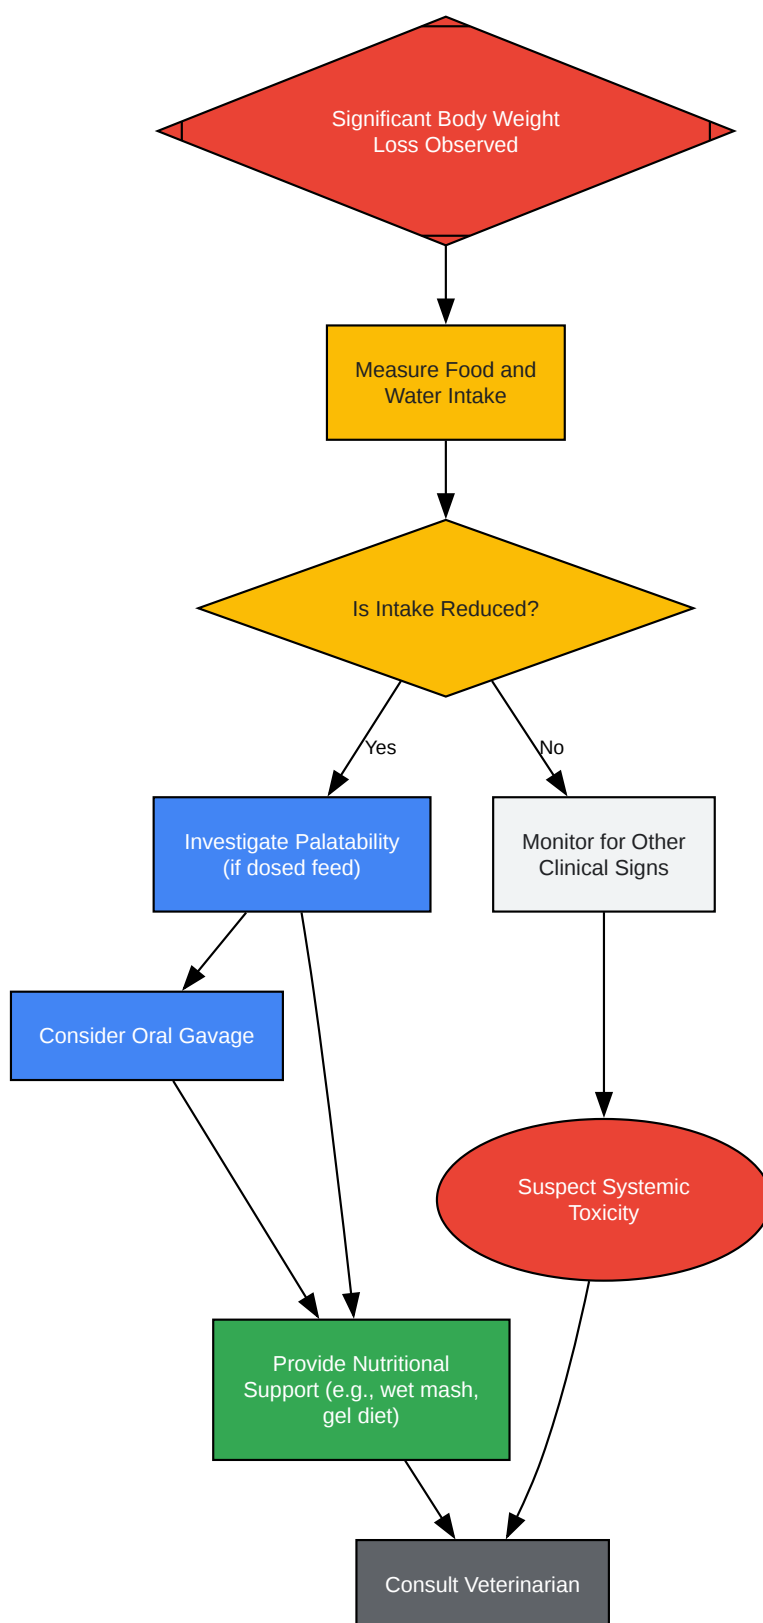 Significant Body Weight
Loss Observed
Measure Food and
Water Intake
Is Intake Reduced?
Yes
No
Investigate Palatability
(if dosed feed)
Monitor for Other
Clinical Signs
Consider Oral Gavage
Suspect Systemic
Toxicity
Provide Nutritional
Support (e.g., wet mash,
gel diet)
Consult Veterinarian